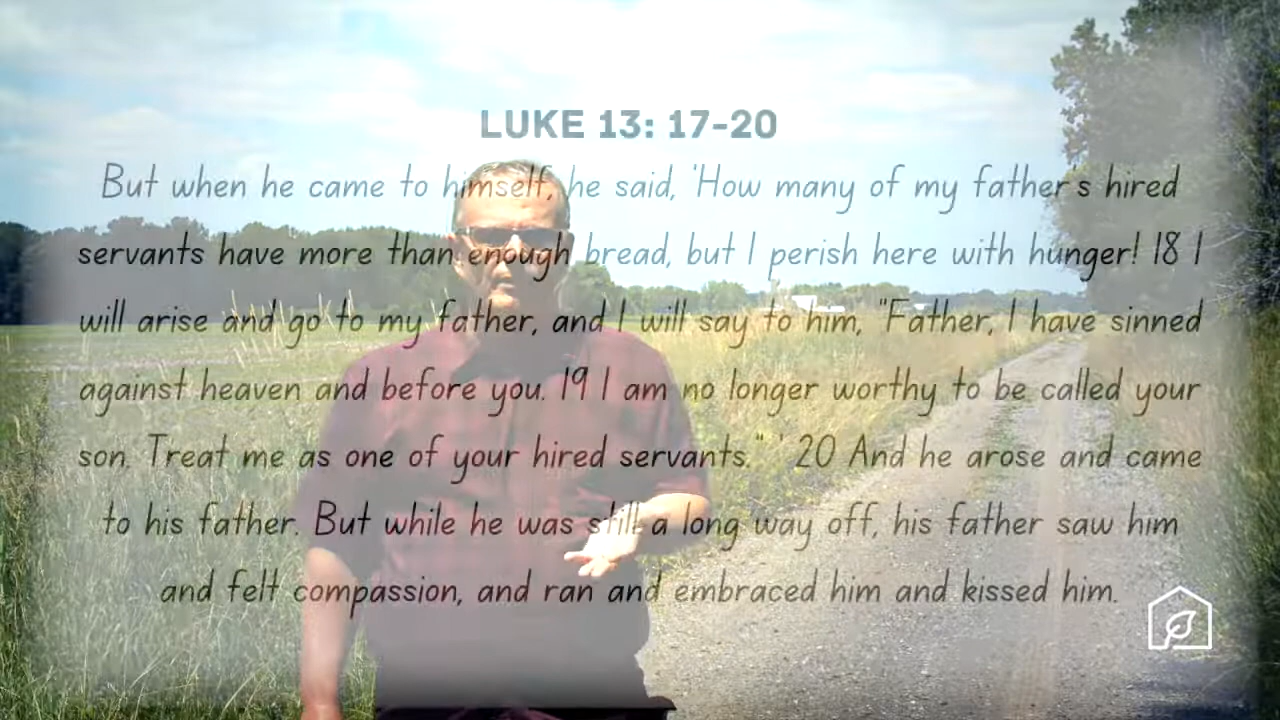 LUKE 13: 17-20
But when he came to himself, he said, 'How many of my father's hired
servants have more than enough bread, but I perish here with hunger! 18 I
will arise and go to my father, and I will say to him, "Father, I have sinned
against heaven and before you. 19 I am no longer worthy to be called your
son. Treat me as one of your hired servants." ' 20 And he arose and came
to his father. But while he was still a long way off, his father saw him
and felt compassion, and ran and embraced him and kissed him.